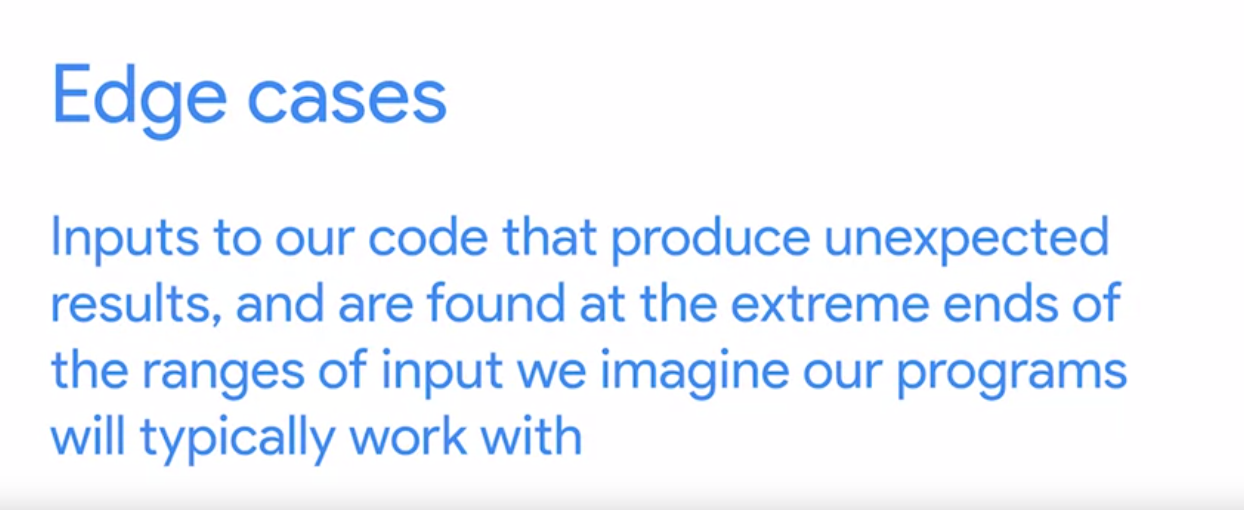 Edge cases
Inputs to our code that produce unexpected
results, and are found at the extreme ends of
the ranges of input we imagine our programs
will typically work with